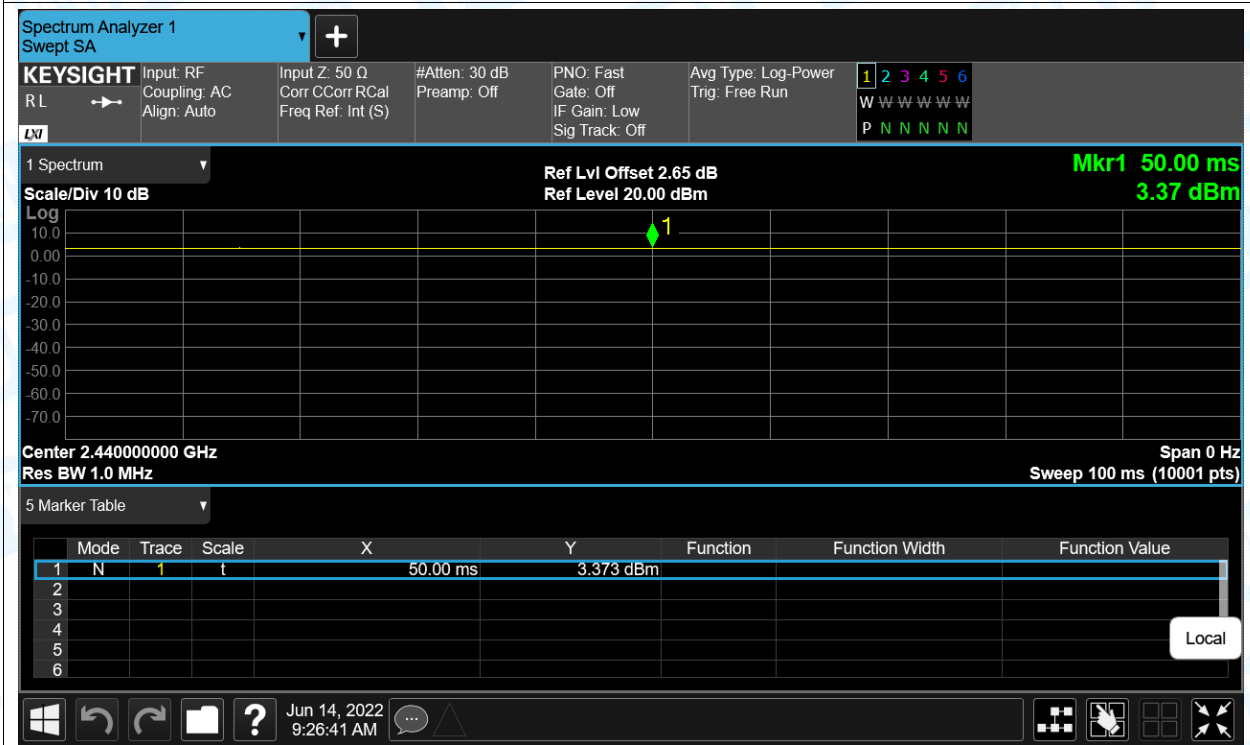 Spectrum Analyzer 1
Swept SA
KEYSIGHT
R L
LXI
Input: RF
Coupling: AC
Align: Auto
Input Z: 50 Ω
Corr CCorr RCal
Freq Ref: Int (S)
#Atten: 30 dB
Preamp: Off
PNO: Fast
Gate: Off
IF Gain: Low
Sig Track: Off
Avg Type: Log-Power
Trig: Free Run
1 2 3 4 5 6
W W W W W W
P N N N N N
1 Spectrum
Scale/Div 10 dB
Ref Lvl Offset 2.65 dB
Ref Level 20.00 dBm
Mkr1 50.00 ms
3.37 dBm
Log
10.0
0.00
-10.0
-20.0
-30.0
-40.0
-50.0
-60.0
-70.0
1
Center 2.440000000 GHz
Res BW 1.0 MHz
Span 0 Hz
Sweep 100 ms (10001 pts)
5 Marker Table
Mode Trace Scale X Y Function Function Width Function Value
1 N 1 t 50.00 ms 3.373 dBm
2
3
4
5
6
Local
?
Jun 14, 2022
9:26:41 AM